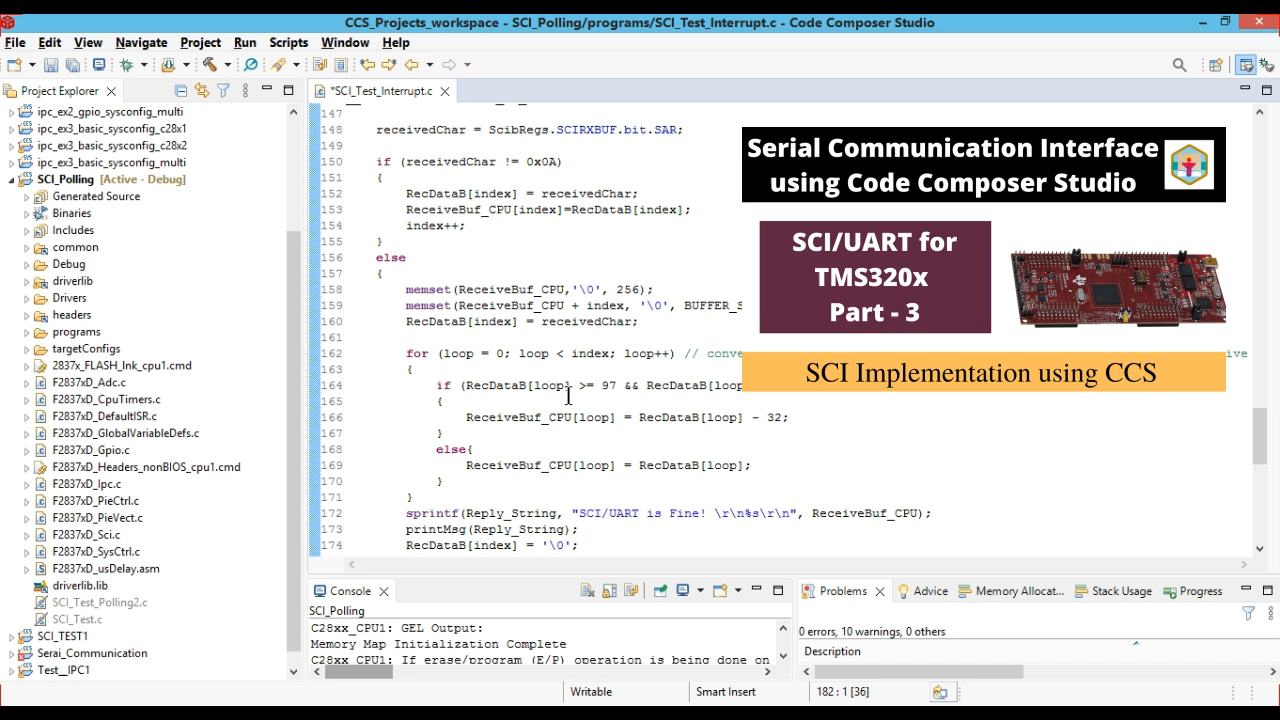 CCS_Projects_workspace - SCI_Polling/programs/SCI_Test_Interrupt.c - Code Composer Studio
File Edit View Navigate Project Run Scripts Window Help
Project Explorer
ipc_ex2_gpio_sysconfig_multi
ipc_ex3_basic_sysconfig_c28x1
ipc_ex3_basic_sysconfig_c28x2
ipc_ex3_basic_sysconfig_multi
SCI_Polling [Active - Debug]
Generated Source
Binaries
Includes
common
Debug
driverlib
Drivers
headers
programs
targetConfigs
2837x_FLASH_lnk_cpu1.cmd
F2837xD_Adc.c
F2837xD_CpuTimers.c
F2837xD_DefaultISR.c
F2837xD_GlobalVariableDefs.c
F2837xD_Gpio.c
F2837xD_Headers_nonBIOS_cpu1.cmd
F2837xD_Ipc.c
F2837xD_PieCtrl.c
F2837xD_PieVect.c
F2837xD_Sci.c
F2837xD_SysCtrl.c
F2837xD_usDelay.asm
driverlib.lib
SCI_Test_Polling2.c
SCI_Test.c
SCI_TEST1
Serai_Communication
Test__IPC1
*SCI_Test_Interrupt.c
147
148 receivedChar = ScibRegs.SCIRXBUF.bit.SAR;
149
150 if (receivedChar != 0x0A)
151 {
152 RecDataB[index] = receivedChar;
153 ReceiveBuf_CPU[index]=RecDataB[index];
154 index++;
155 }
156 else
157 {
158 memset(ReceiveBuf_CPU,'\0', 256);
159 memset(ReceiveBuf_CPU + index, '\0', BUFFER_S
160 RecDataB[index] = receivedChar;
161
162 for (loop = 0; loop < index; loop++) // conve
163 {
164 if (RecDataB[loop] >= 97 && RecDataB[loop
165 {
166 ReceiveBuf_CPU[loop] = RecDataB[loop] - 32;
167 }
168 else{
169 ReceiveBuf_CPU[loop] = RecDataB[loop];
170 }
171 }
172 sprintf(Reply_String, "SCI/UART is Fine! \r\n%s\r\n", ReceiveBuf_CPU);
173 printMsg(Reply_String);
174 RecDataB[index] = '\0';
Serial Communication Interface
using Code Composer Studio
SCI/UART for
TMS320x
Part - 3
SCI Implementation using CCS
ive
Console
SCI_Polling
C28xx_CPU1: GEL Output:
Memory Map Initialization Complete
C28xx_CPU1: If erase/program (E/P) operation is being done on
Problems Advice Memory Allocat... Stack Usage Progress
0 errors, 10 warnings, 0 others
Description
Writable Smart Insert 182 : 1 [36]